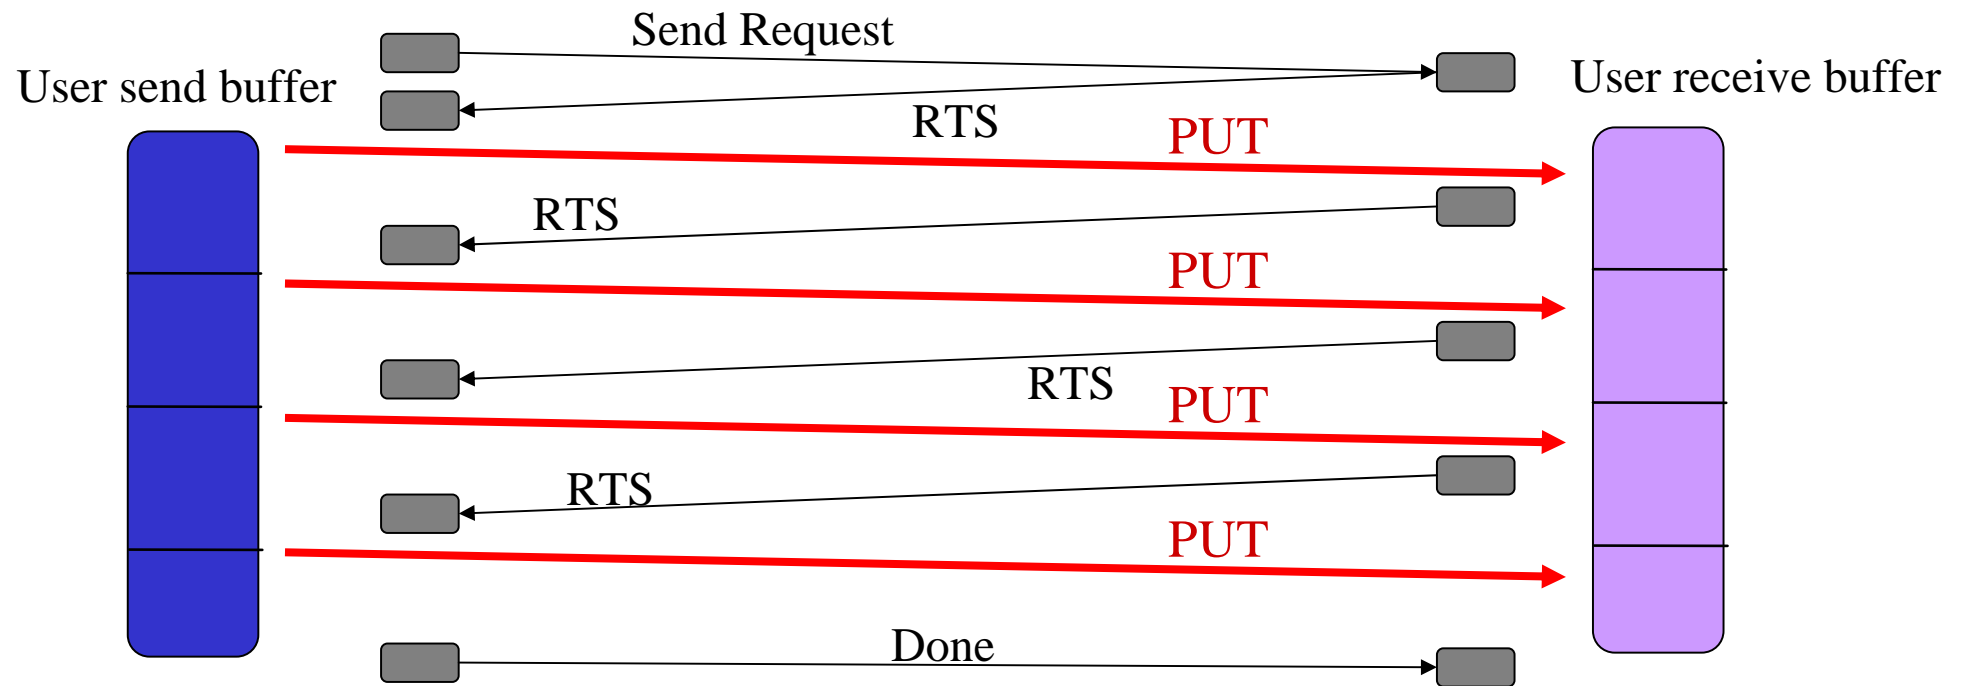 Send Request
User send buffer
User receive buffer
RTS
PUT
RTS
PUT
RTS
PUT
RTS
PUT
Done